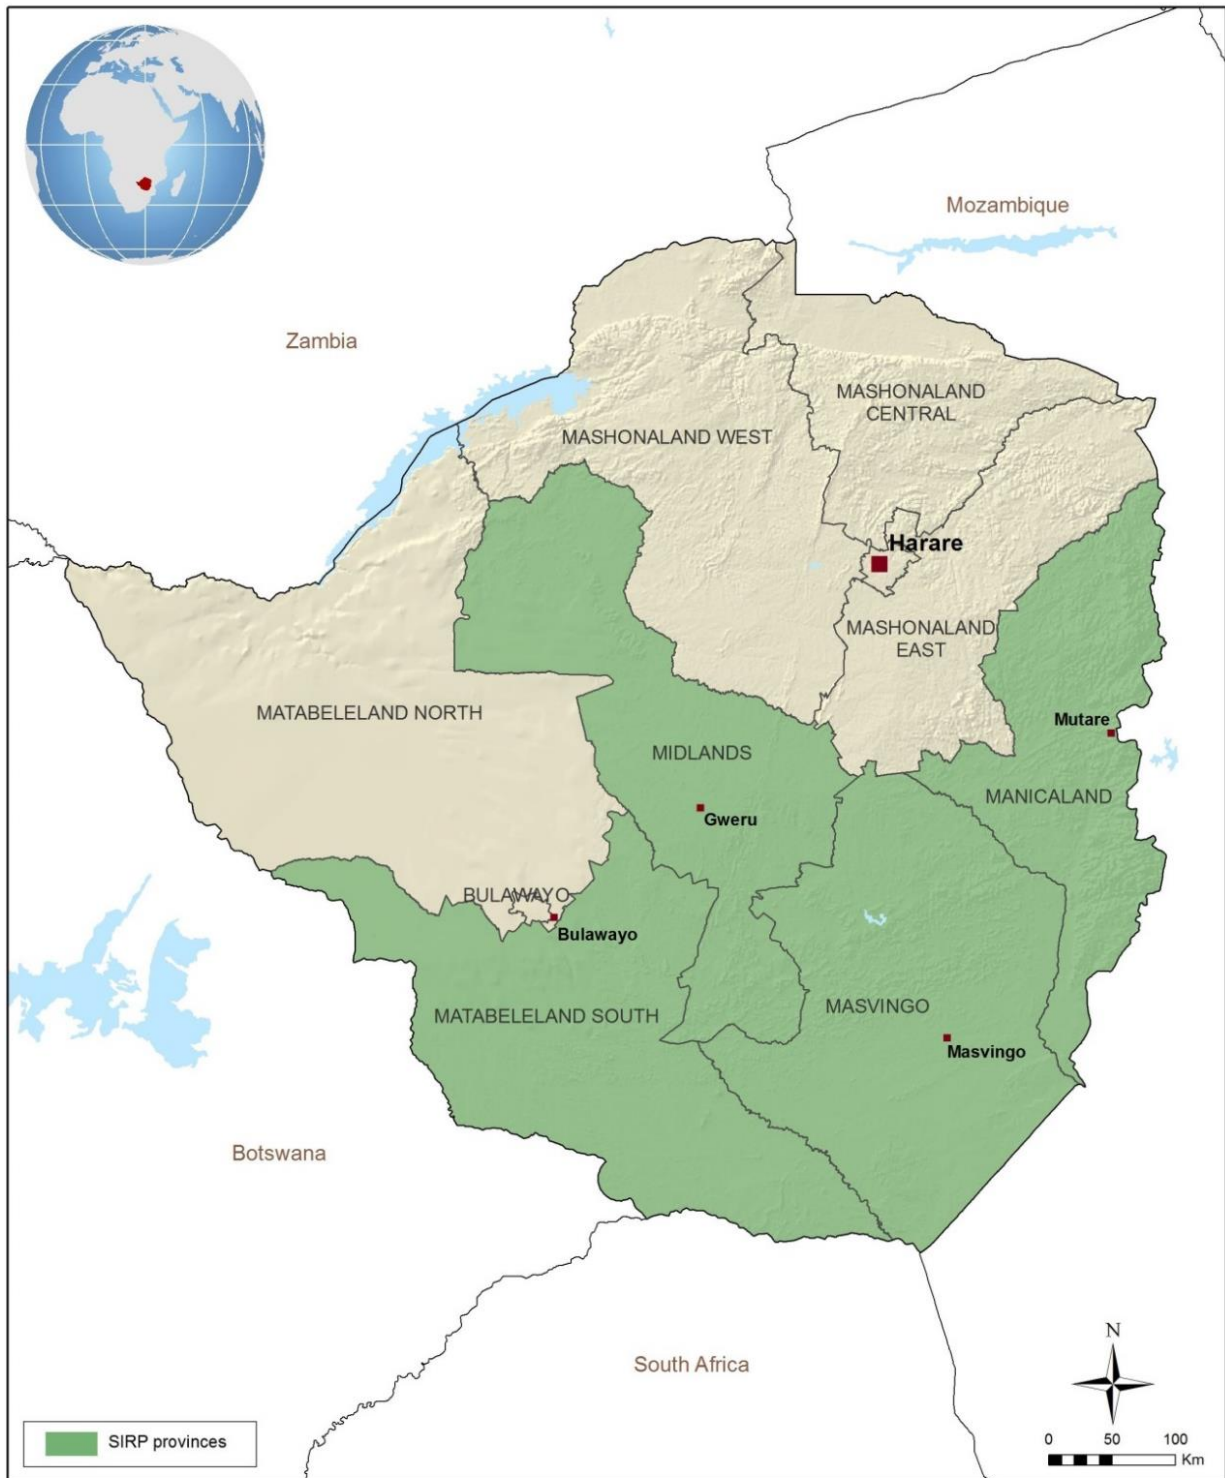 Mozambique
Zambia
MASHONALAND
CENTRAL
MASHONALAND WEST
Harare
MASHONALAND
EAST
MATABELELAND NORTH
Mutare
MIDLANDS
MANICALAND
Gweru
BULAWAYO
Bulawayo
MATABELELAND SOUTH
MASVINGO
Masvingo
Botswana
South Africa
N
SIRP provinces
0 50 100
Km